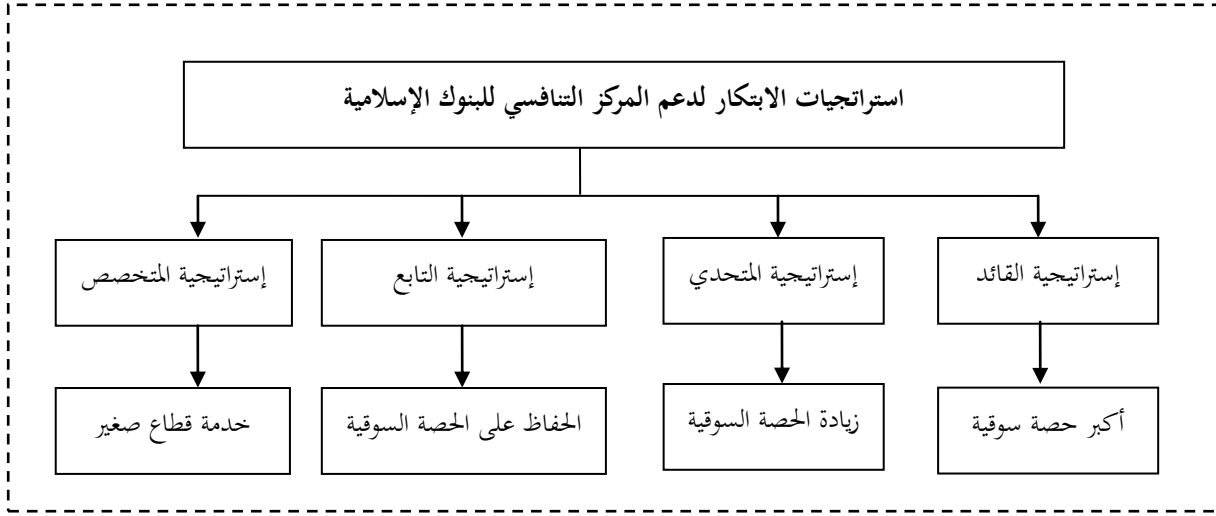 استراتجيات الابتكار لدعم المركز التنافسي للبنوك الإسلامية
إستراتيجية القائد
إستراتيجية المتحدي
إستراتيجية التابع
إستراتيجية المتخصص
أكبر حصة سوقية
زيادة الحصة السوقية
الحفاظ على الحصة السوقية
خدمة قطاع صغير